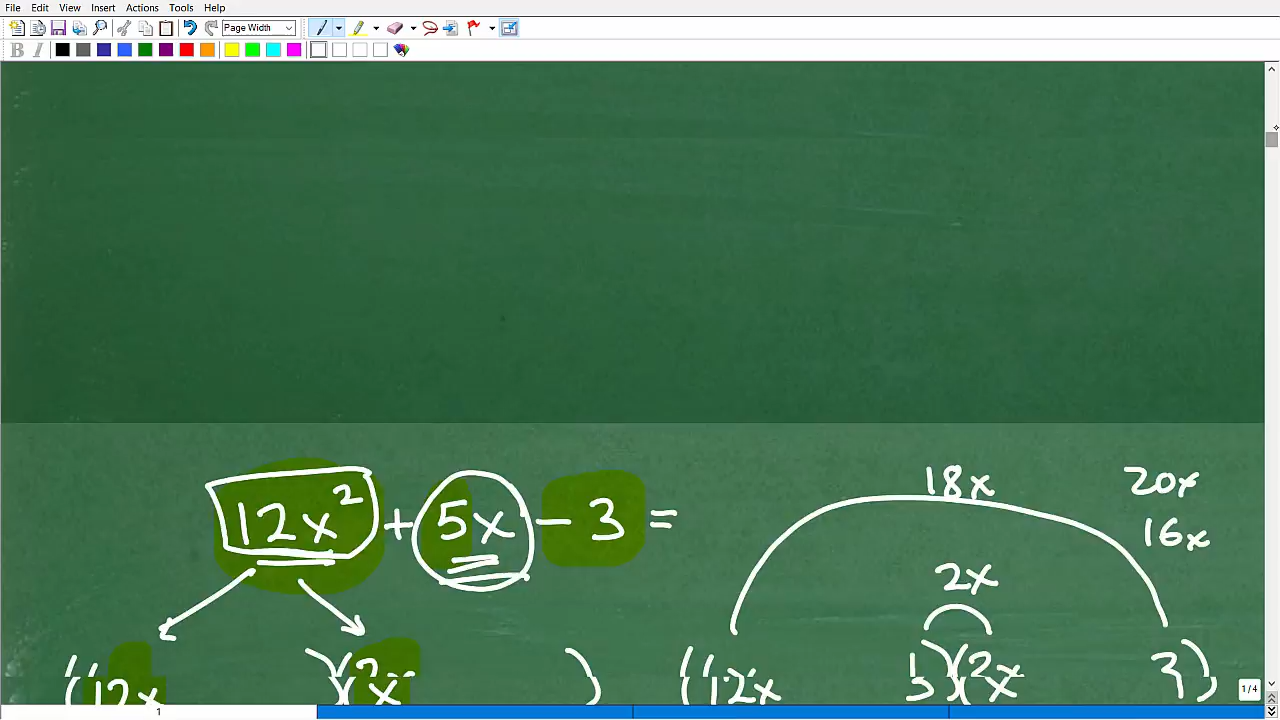 File Edit View Insert Actions Tools Help
Page Width
B I
18x 20x
12x² + 5x - 3 =
16x
2x
1/4
1